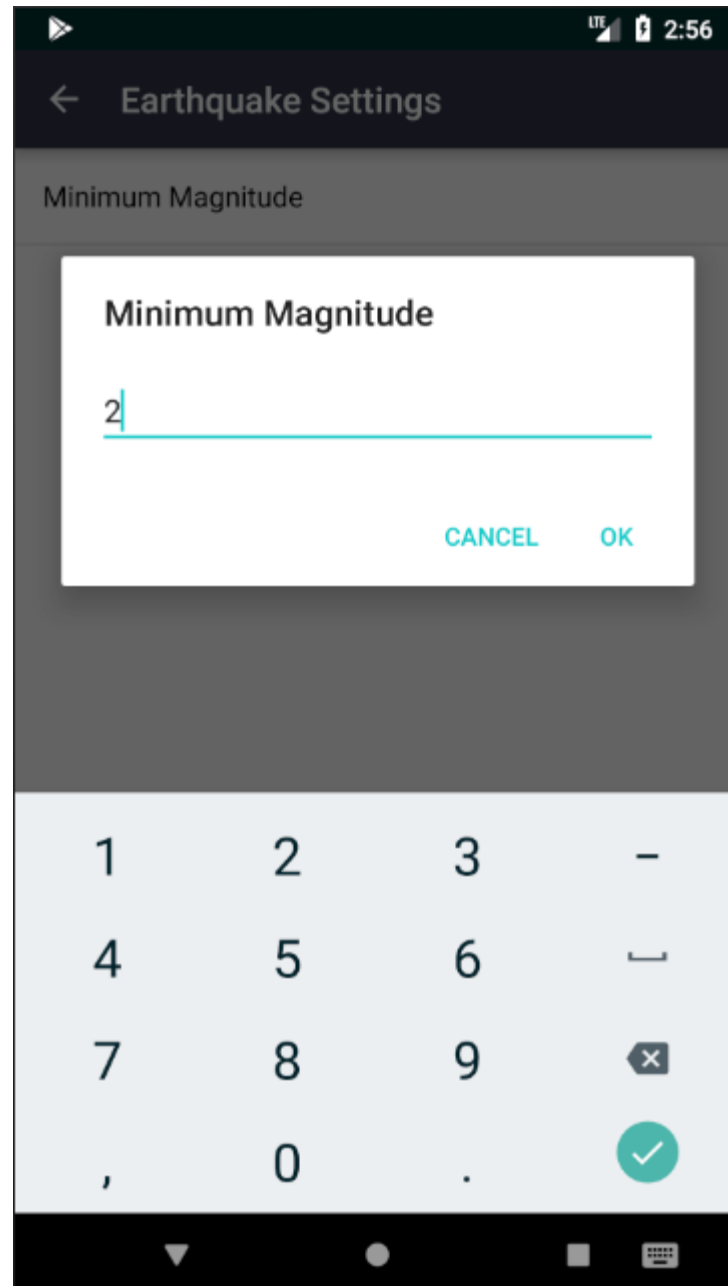 LTE 2:56
Earthquake Settings
Minimum Magnitude
Minimum Magnitude
2
CANCEL OK
1 2 3 -
4 5 6
7 8 9
, 0 .